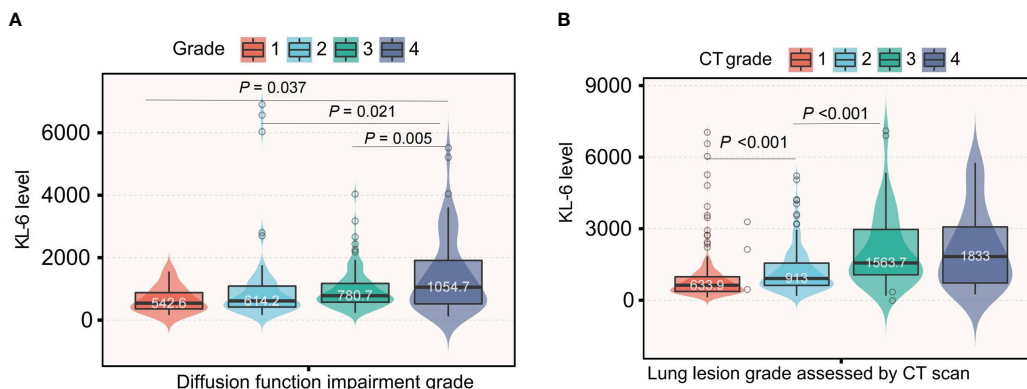 A
Grade 1 2 3 4
P = 0.037
P = 0.021
P = 0.005
6000
4000
2000
0
KL-6 level
542.6 614.2 780.7 1054.7
Diffusion function impairment grade
B
CT grade 1 2 3 4
9000
P <0.001
P <0.001
6000
3000
0
KL-6 level
633.9 913 1563.7 1833
Lung lesion grade assessed by CT scan